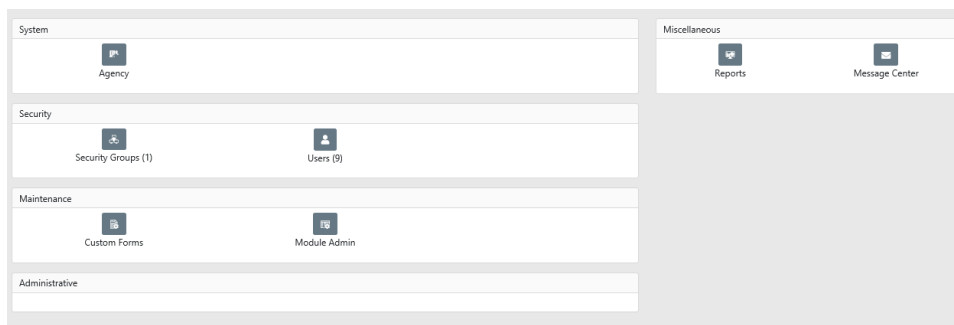 System
Agency
Security
Security Groups (1)
Users (9)
Maintenance
Custom Forms
Module Admin
Administrative
Miscellaneous
Reports
Message Center